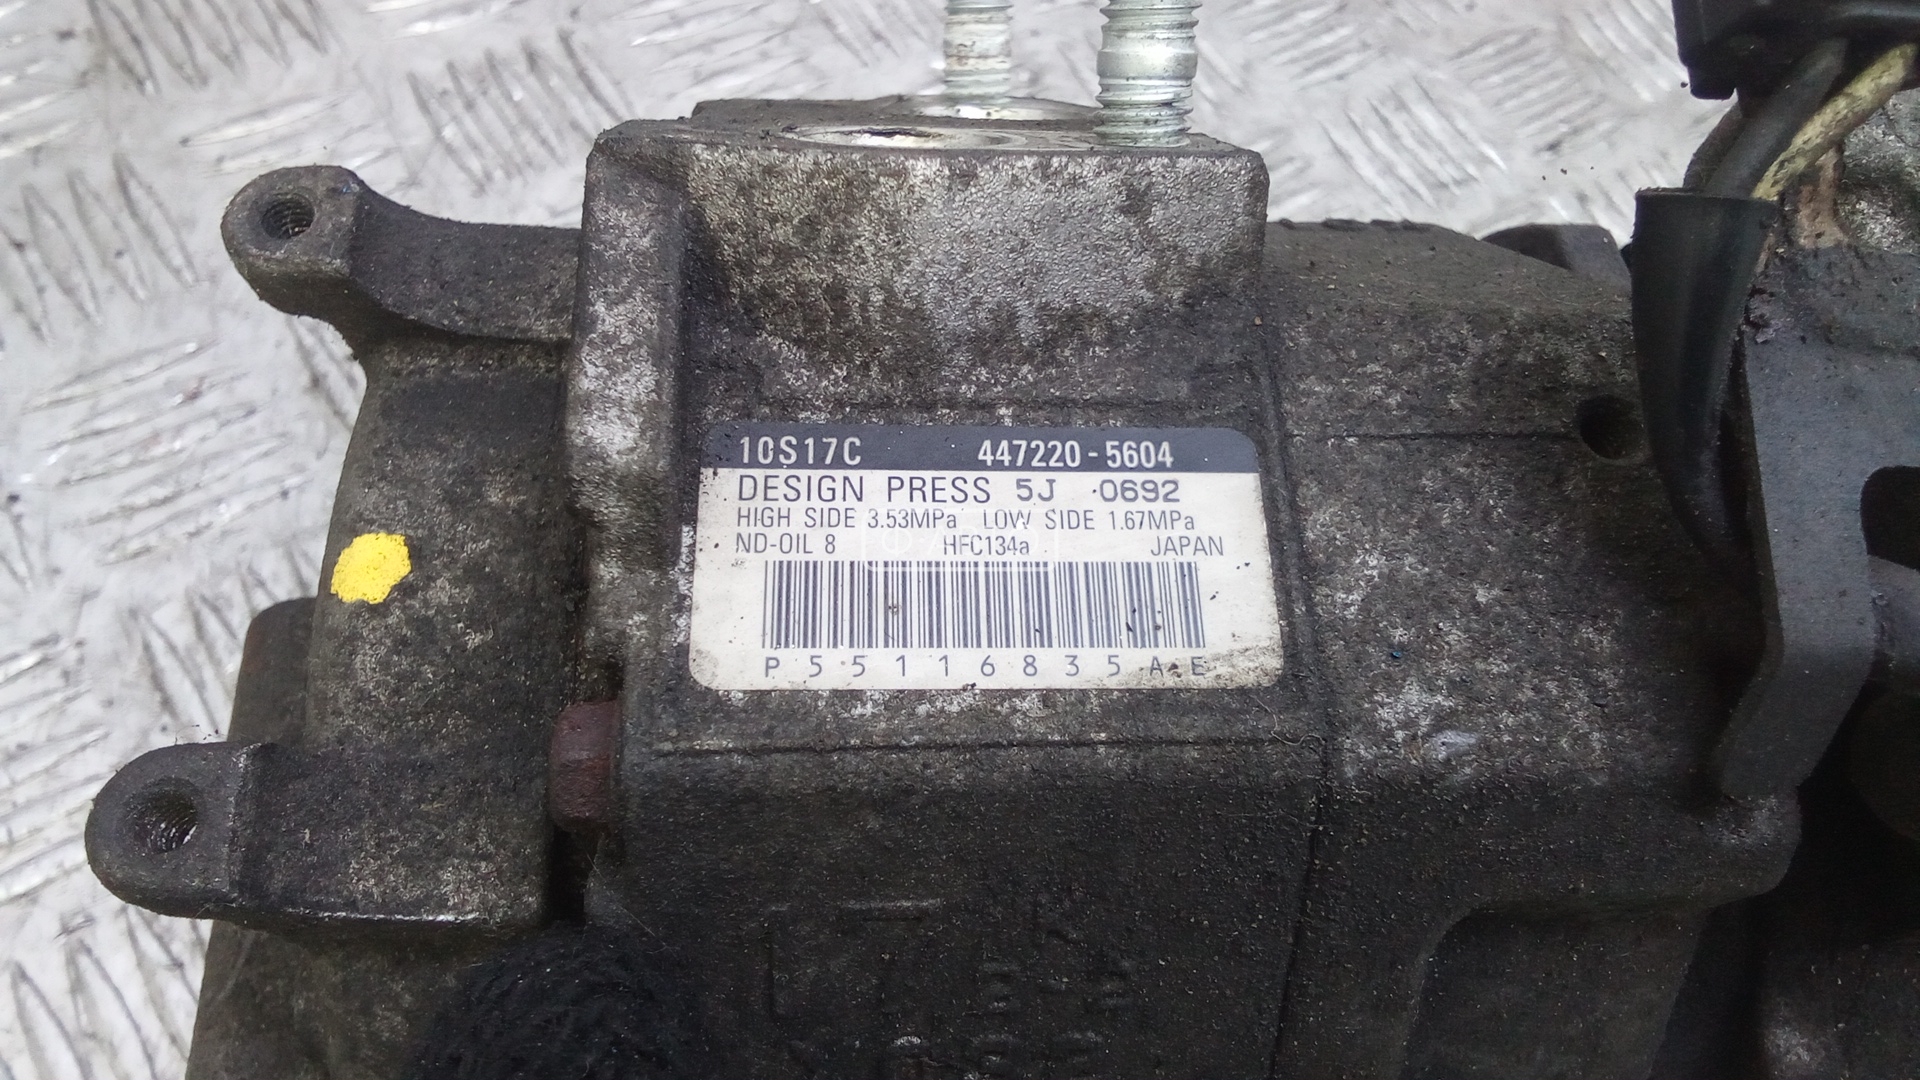 10S17C 447220-5604
DESIGN PRESS 5J 0692
HIGH SIDE 3.53MPa LOW SIDE 1.67MPa
ND-OIL 8 HFC134a JAPAN
P55116835AE